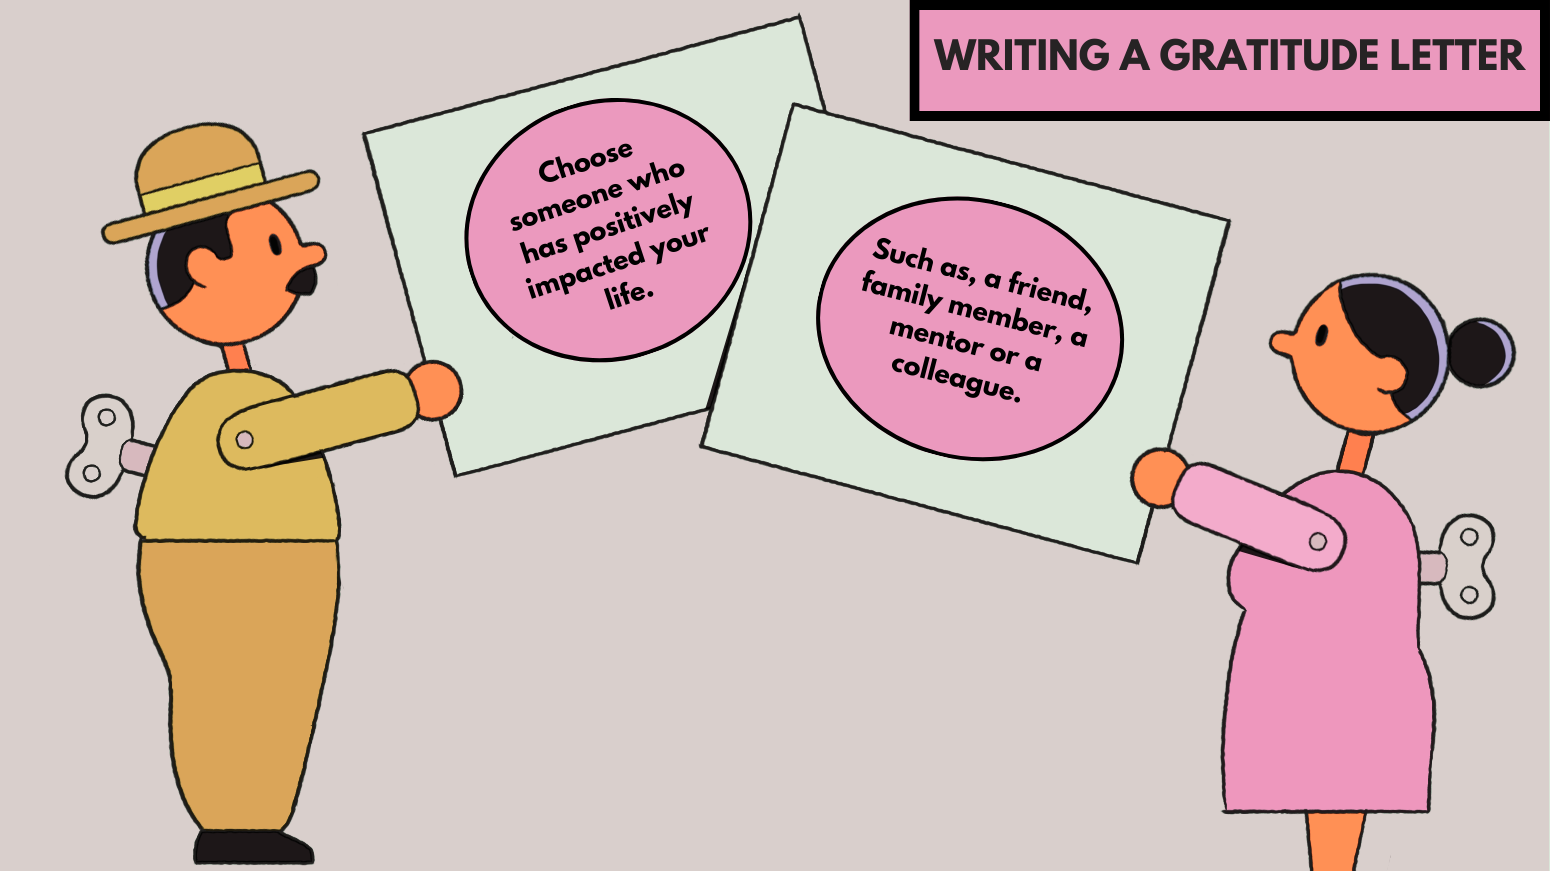 WRITING A GRATITUDE LETTER
Choose
someone who
has positively
impacted your
life.
Such as, a friend,
family member, a
mentor or a
colleague.